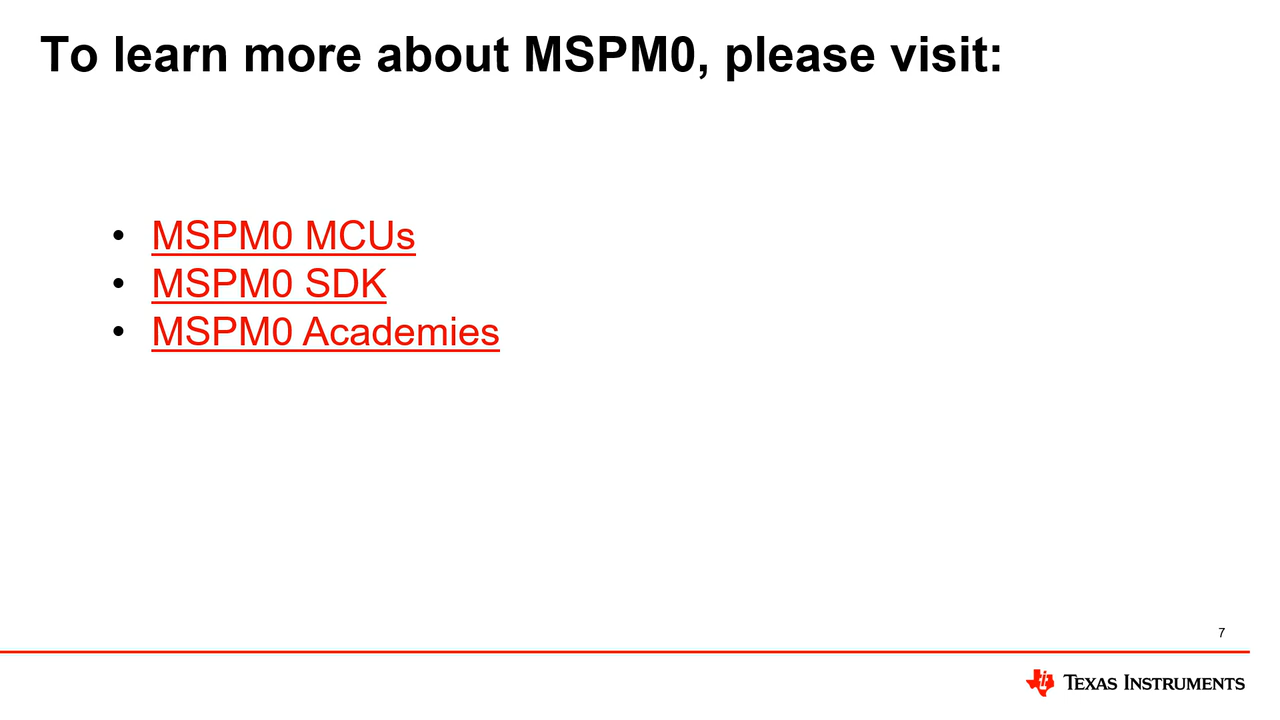 To learn more about MSPM0, please visit:
• MSPM0 MCUs
• MSPM0 SDK
• MSPM0 Academies
7
TEXAS INSTRUMENTS